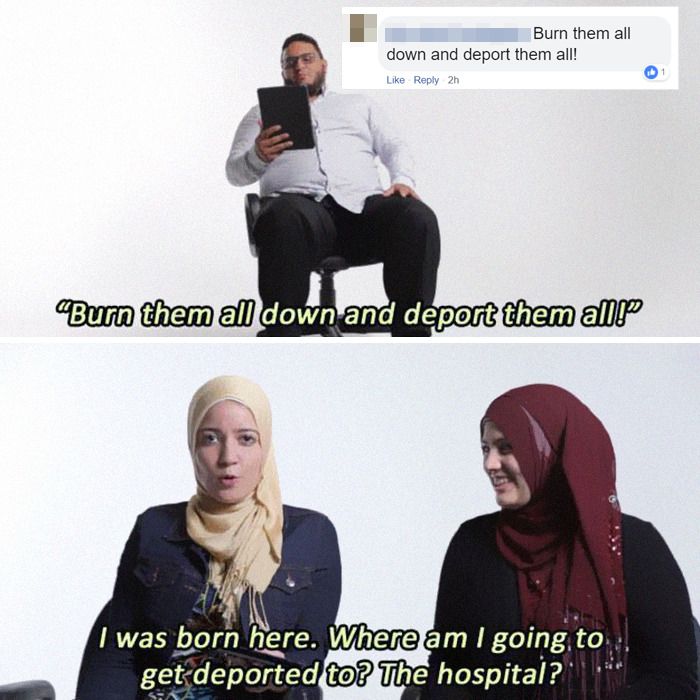 Burn them all
down and deport them all!
Like · Reply · 2h
1
“Burn them all down and deport them all!”
I was born here. Where am I going to
get deported to? The hospital?